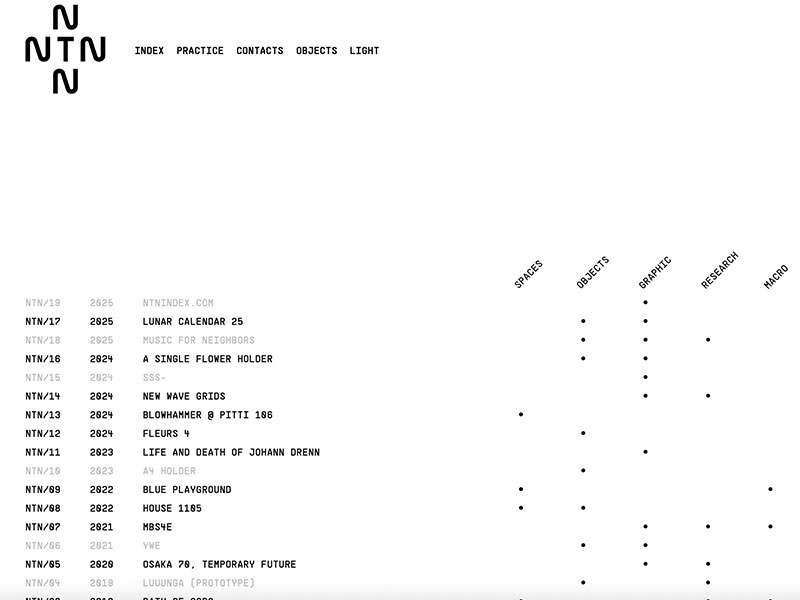 N
NTN
N
INDEX PRACTICE CONTACTS OBJECTS LIGHT
SPACES OBJECTS GRAPHIC RESEARCH MACRO
NTN/19 2025 NTNINDEX.COM
NTN/17 2025 LUNAR CALENDAR 25
NTN/18 2025 MUSIC FOR NEIGHBORS
NTN/16 2024 A SINGLE FLOWER HOLDER
NTN/15 2024 SSS–
NTN/14 2024 NEW WAVE GRIDS
NTN/13 2024 BLOWHAMMER @ PITTI 106
NTN/12 2024 FLEURS 4
NTN/11 2023 LIFE AND DEATH OF JOHANN DRENN
NTN/10 2023 A4 HOLDER
NTN/09 2022 BLUE PLAYGROUND
NTN/08 2022 HOUSE 1105
NTN/07 2021 MBS4E
NTN/06 2021 YWE
NTN/05 2020 OSAKA 70, TEMPORARY FUTURE
NTN/04 2019 LUUUNGA (PROTOTYPE)